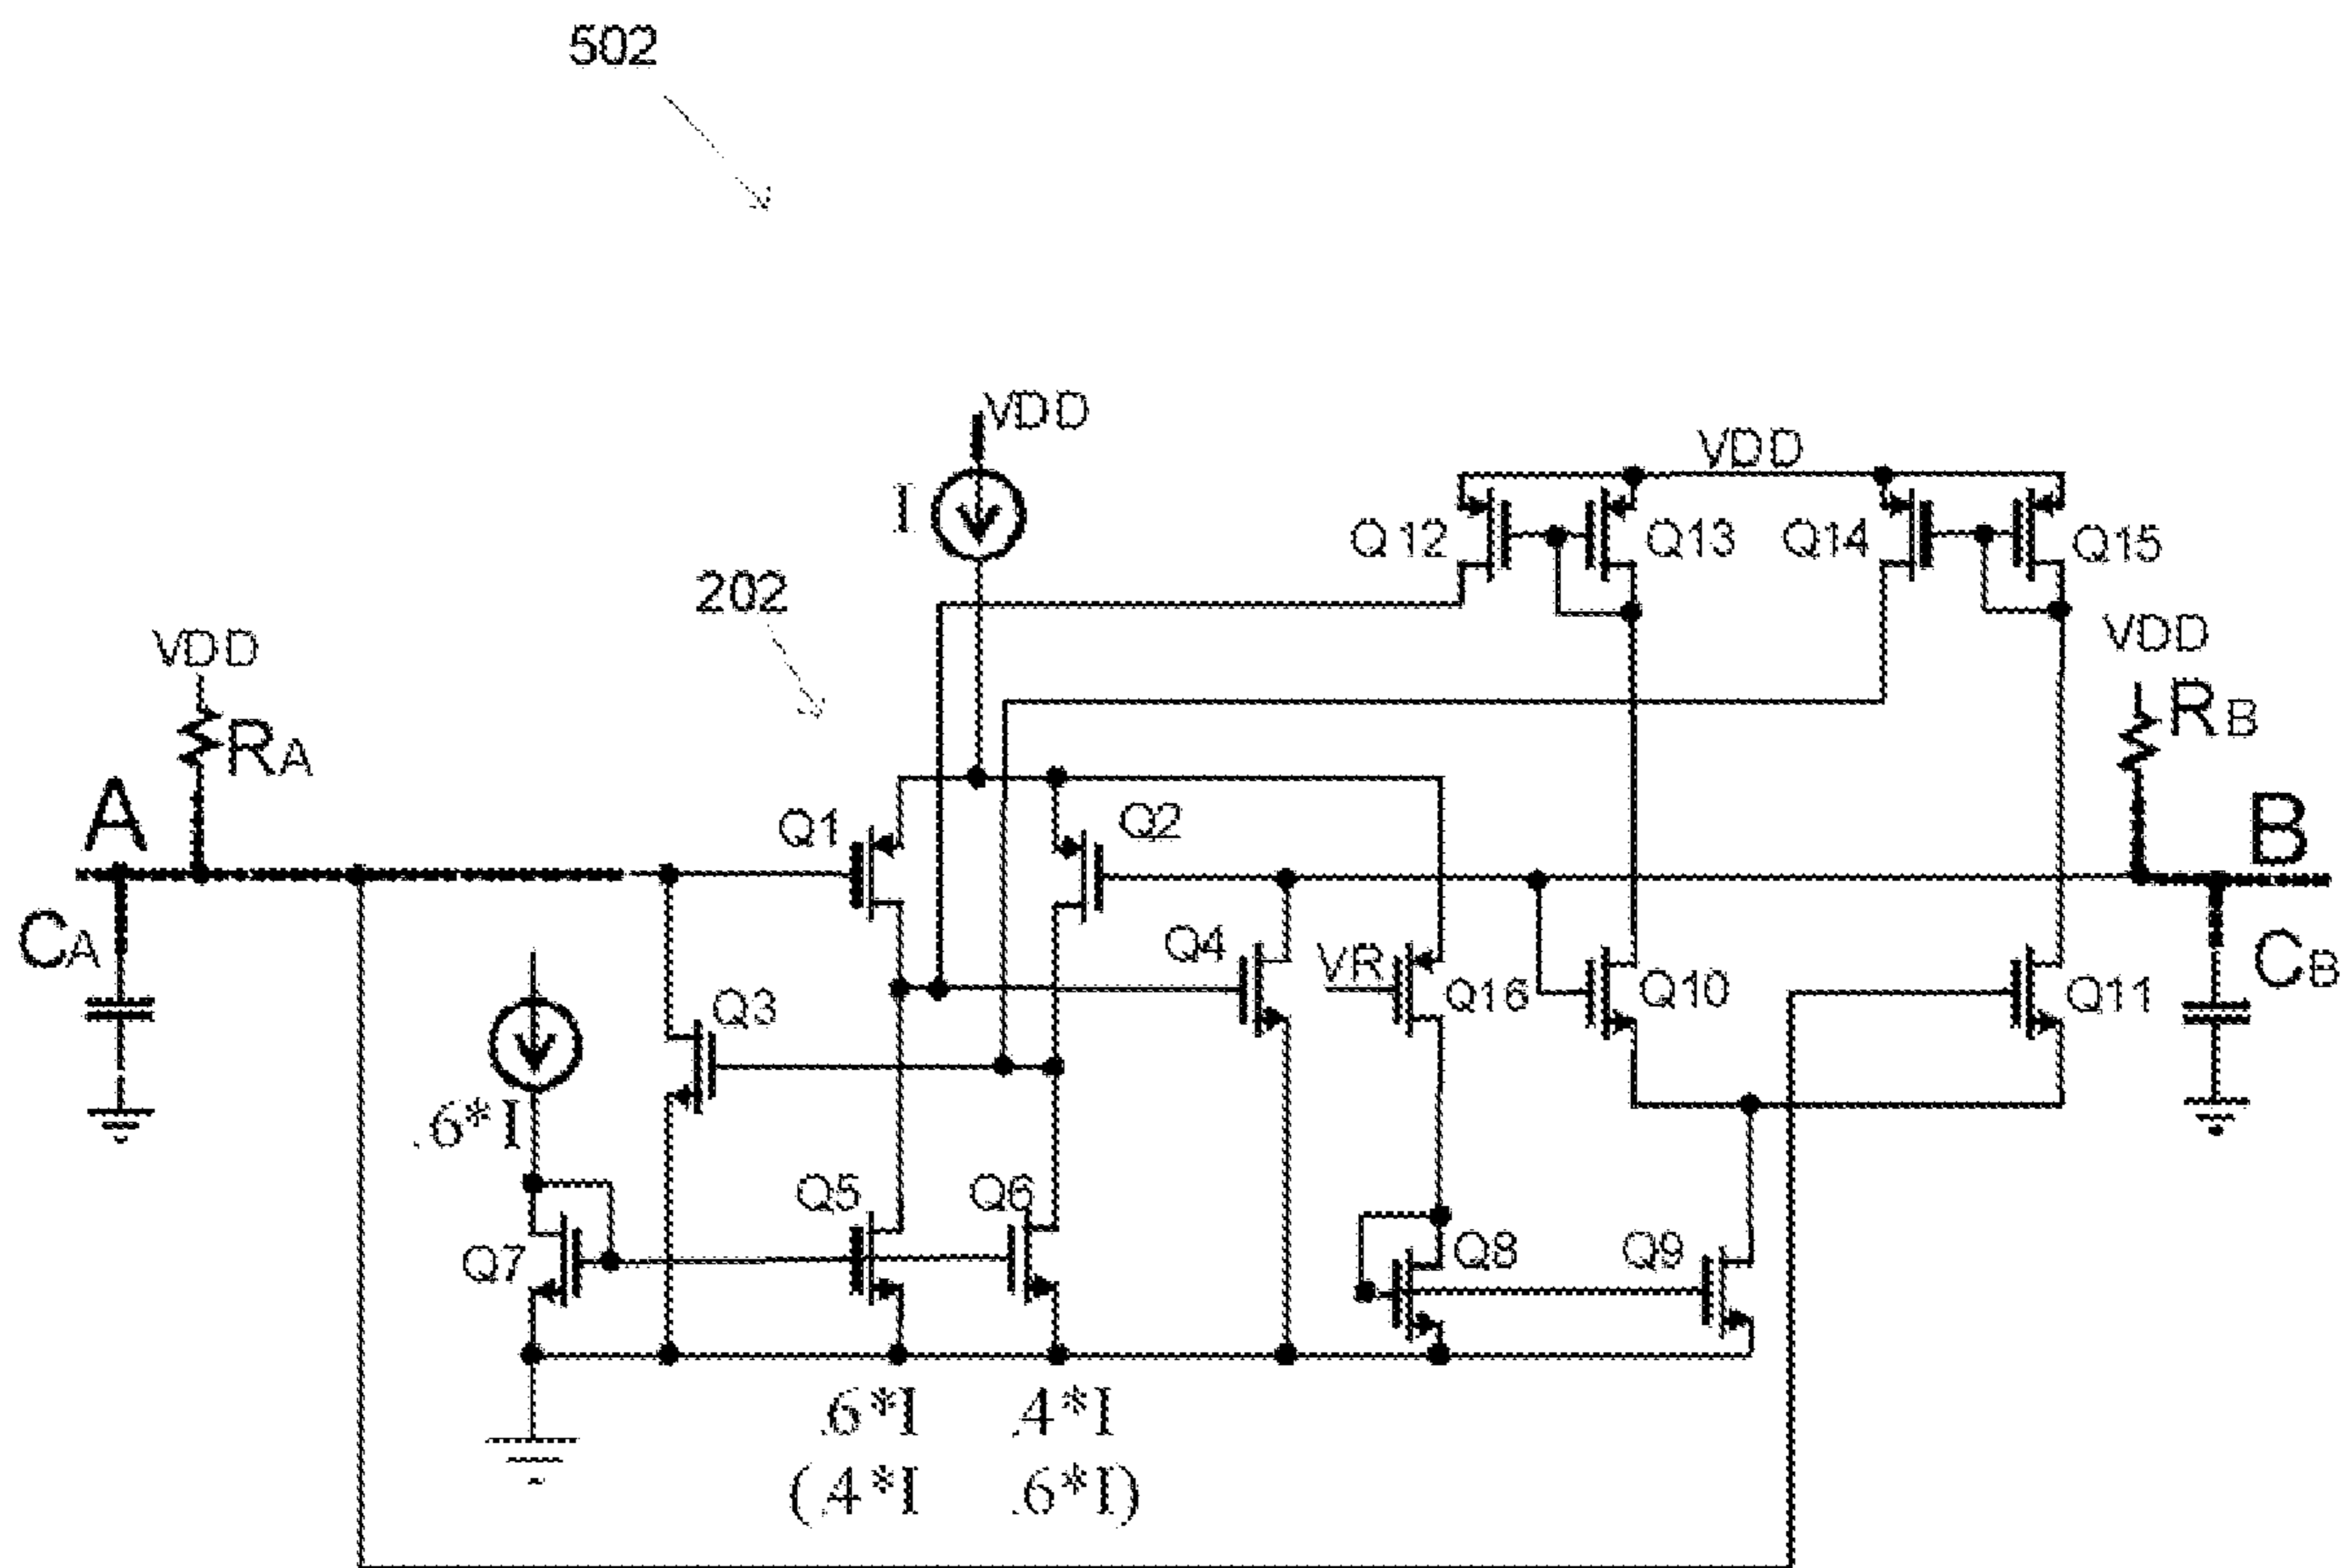 502
VDD
VDD
I
Q12
Q13
Q14
Q15
202
VDD
VDD
RA
RB
A
Q1
Q2
B
CA
Q4
VR
Q16
Q10
Q11
CB
Q3
.6*I
Q5
Q6
Q7
Q8
Q9
.6*I
.4*I
(.4*I
.6*I)